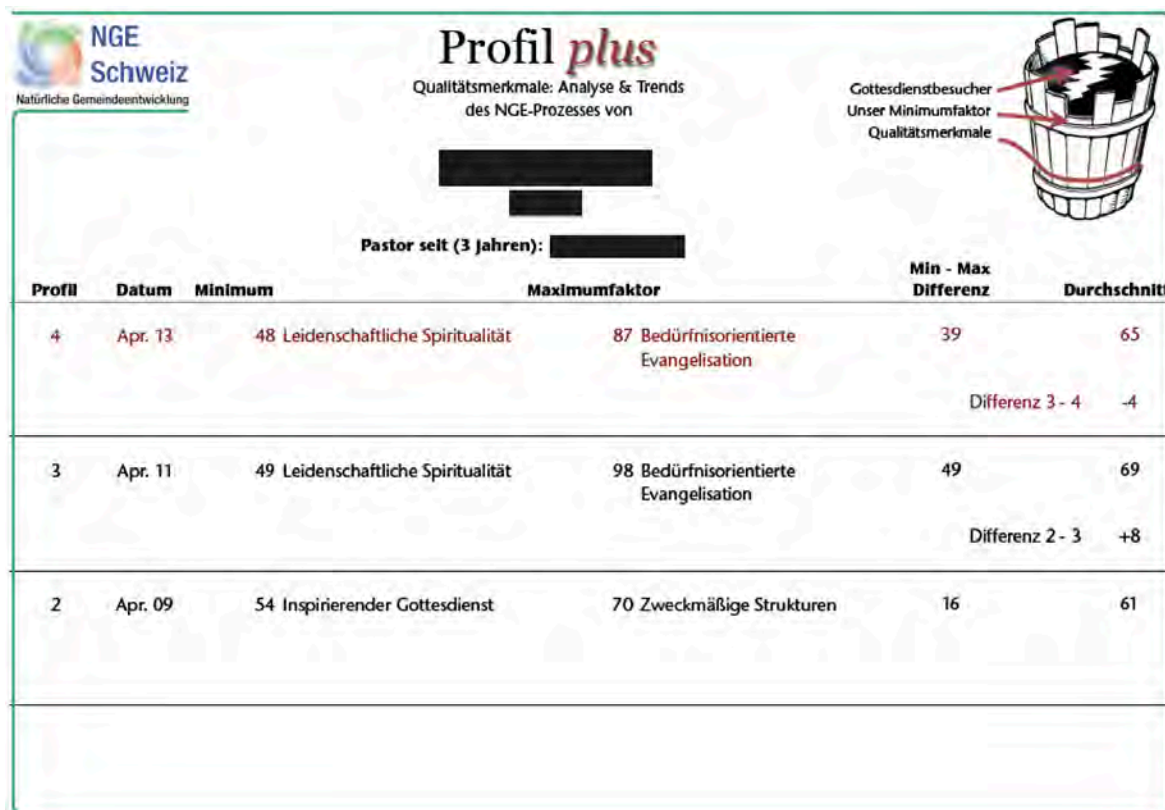 NGE
Schweiz
Natürliche Gemeindeentwicklung
Profil plus
Qualitätsmerkmale: Analyse & Trends
des NGE-Prozesses von
Gottesdienstbesucher
Unser Minimumfaktor
Qualitätsmerkmale
Pastor seit (3 Jahren):
Profil Datum Minimum Maximumfaktor Min - Max Differenz Durchschnitt
4 Apr. 13 48 Leidenschaftliche Spiritualität 87 Bedürfnisorientierte 39 65
Evangelisation
Differenz 3 - 4 -4
3 Apr. 11 49 Leidenschaftliche Spiritualität 98 Bedürfnisorientierte 49 69
Evangelisation
Differenz 2 - 3 +8
2 Apr. 09 54 Inspirierender Gottesdienst 70 Zweckmäßige Strukturen 16 61